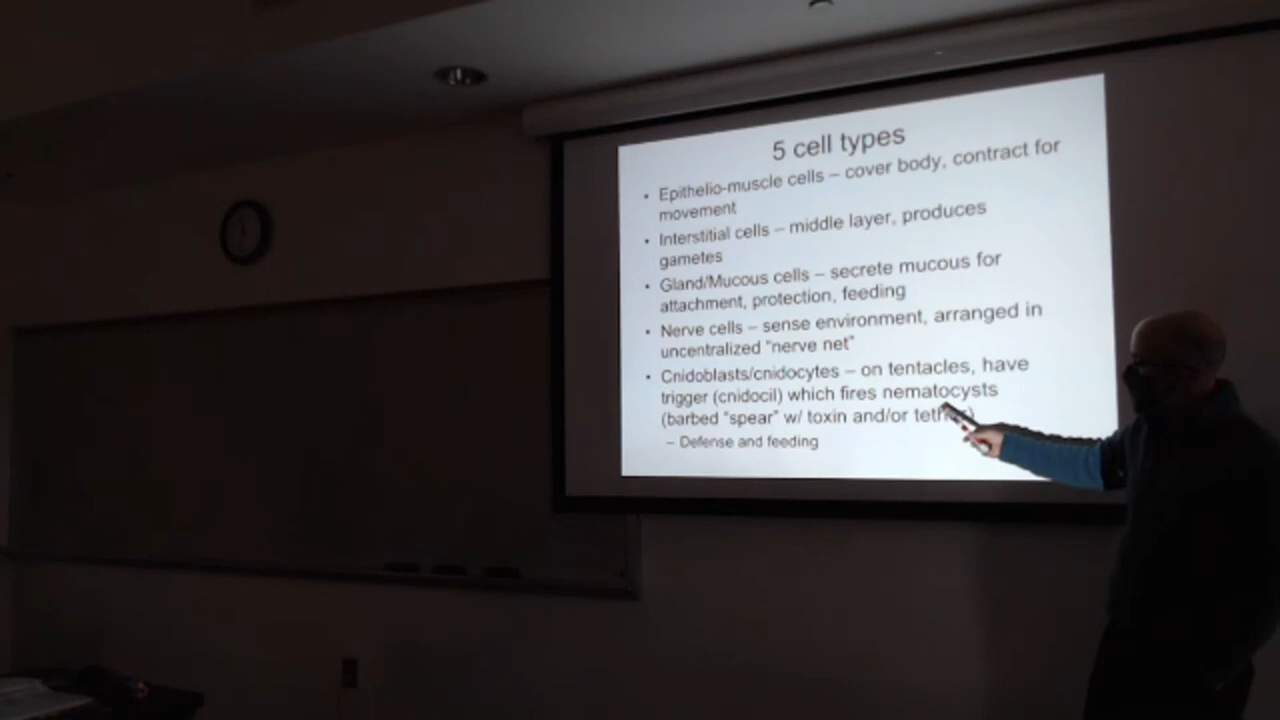 5 cell types
• Epithelio-muscle cells – cover body, contract for
movement
• Interstitial cells – middle layer, produces
gametes
• Gland/Mucous cells – secrete mucous for
attachment, protection, feeding
• Nerve cells – sense environment, arranged in
uncentralized "nerve net"
• Cnidoblasts/cnidocytes – on tentacles, have
trigger (cnidocil) which fires nematocysts
(barbed "spear" w/ toxin and/or tether)
– Defense and feeding